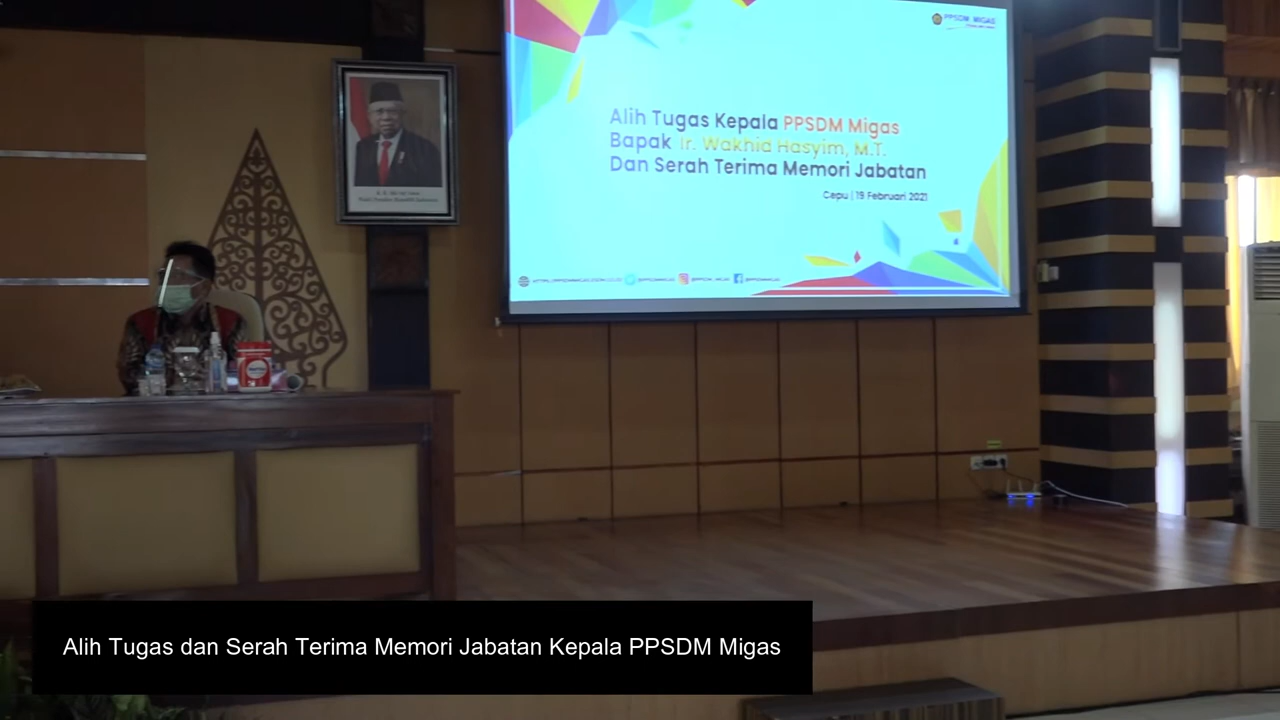 PPSDM MIGAS
Alih Tugas Kepala PPSDM Migas
Bapak Ir. Wakhid Hasyim, M.T.
Dan Serah Terima Memori Jabatan
Cepu | 19 Februari 2021
Alih Tugas dan Serah Terima Memori Jabatan Kepala PPSDM Migas